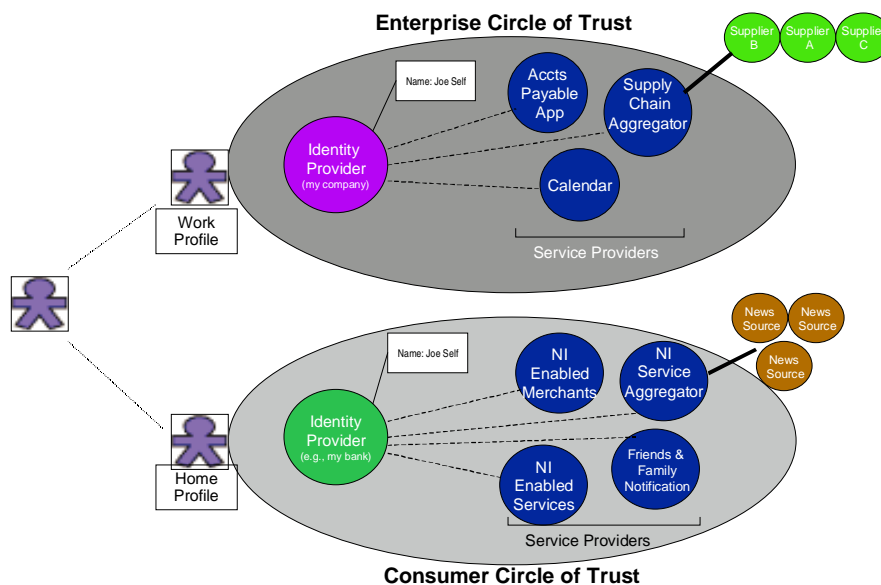 Enterprise Circle of Trust
Supplier
B
Supplier
A
Supplier
C
Name: Joe Self
Accts
Payable
App
Supply
Chain
Aggregator
Identity
Provider
(my company)
Calendar
Work
Profile
Service Providers
News
Source
News
Source
News
Source
Name: Joe Self
NI
Enabled
Merchants
NI
Service
Aggregator
Identity
Provider
(e.g., my bank)
Friends &
Family
Notification
NI
Enabled
Services
Home
Profile
Service Providers
Consumer Circle of Trust